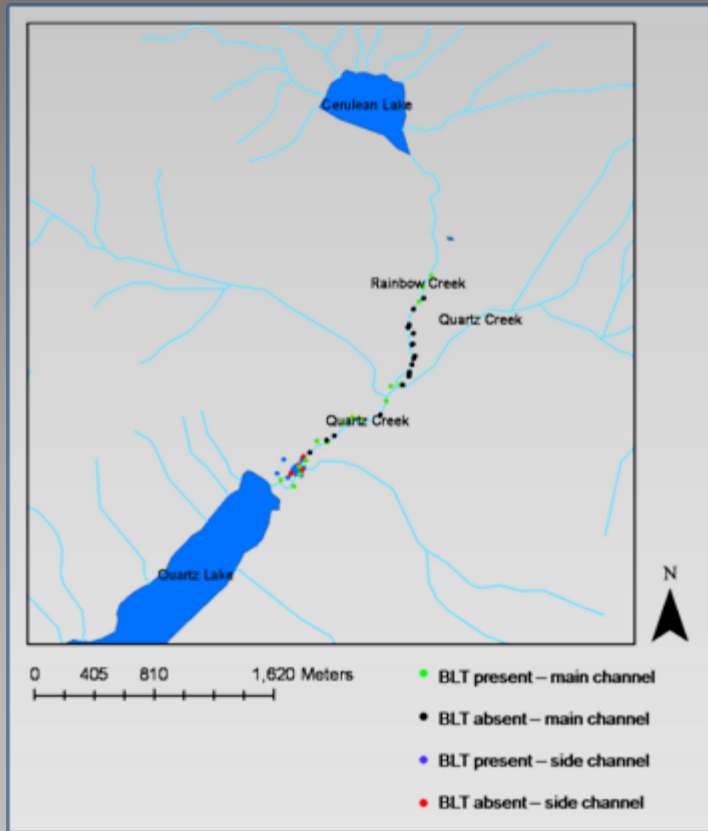 Cerulean Lake
Rainbow Creek
Quartz Creek
Quartz Creek
Quartz Lake
N
0 405 810 1,620 Meters
BLT present – main channel
BLT absent – main channel
BLT present – side channel
BLT absent – side channel